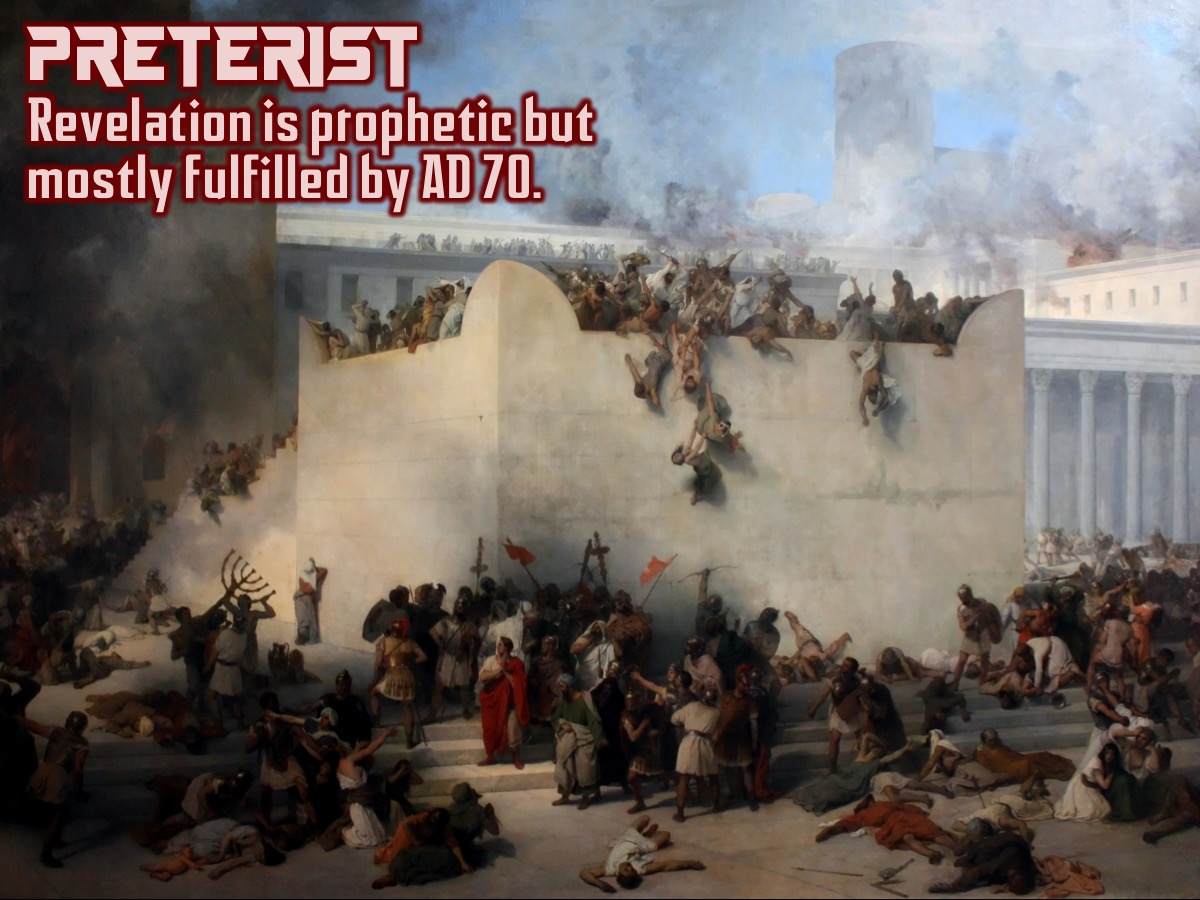 PRETERIST
Revelation is prophetic but
mostly fulfilled by AD 70.